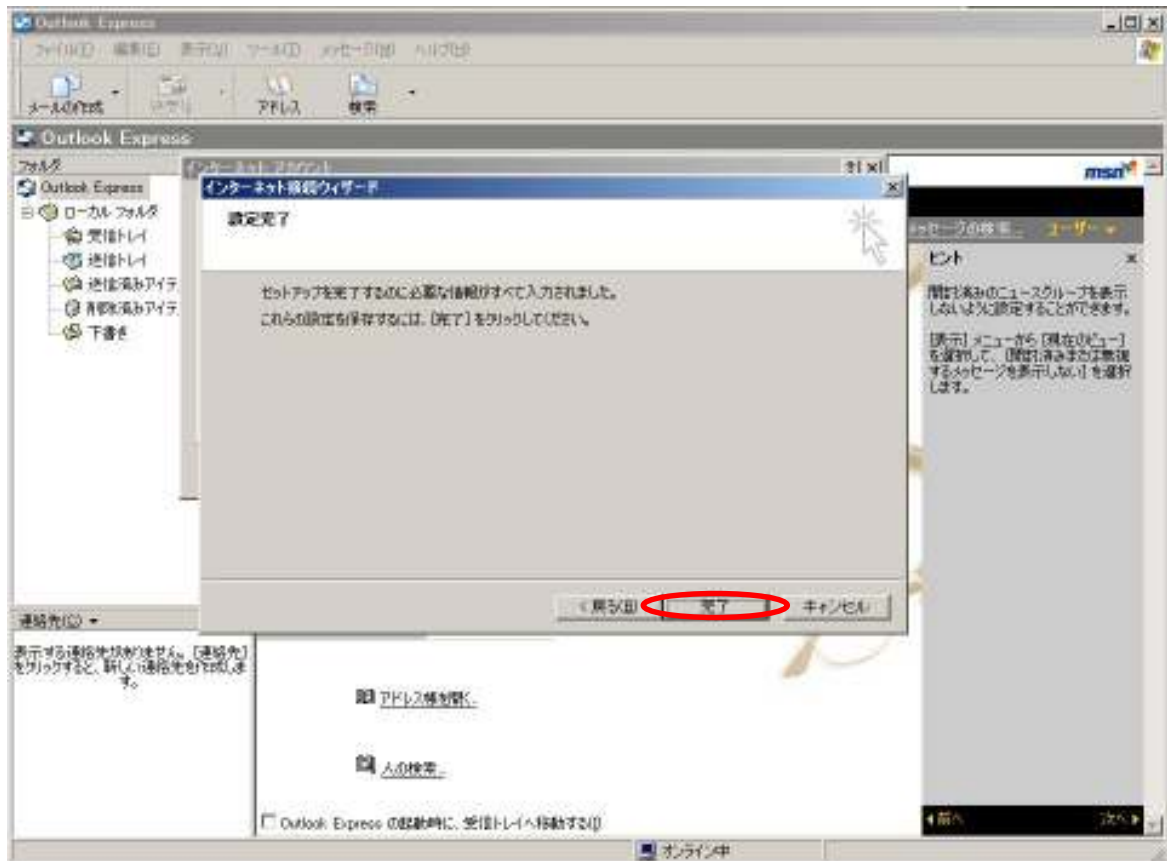 Outlook Express
ファイル(F) 編集(E) 表示(V) ツール(T) メッセージ(M) ヘルプ(H)
メールの作成 送受信 アドレス 検索
Outlook Express
フォルダ
Outlook Express
ローカル フォルダ
受信トレイ
送信トレイ
送信済みアイテ
削除済みアイテ
下書き
インターネット アカウント
インターネット接続ウィザード
設定完了
セットアップを完了するのに必要な情報がすべて入力されました。
これらの設定を保存するには、[完了] をクリックしてください。
< 戻る(B) 完了 キャンセル
msn
メッセージの検索... ユーザー
ヒント
開封済みのニュースグループを表示
しないように設定することができます。
[表示] メニューから [現在のビュー]
を選択して、[開封済みまたは無視
するメッセージを表示しない] を選択
します。
前へ 次へ
連絡先(C)
表示する連絡先がありません。[連絡先]
をクリックすると、新しい連絡先を作成しま
す。
アドレス帳を開く...
人の検索...
Outlook Express の起動時に、受信トレイへ移動する(I)
オンライン中